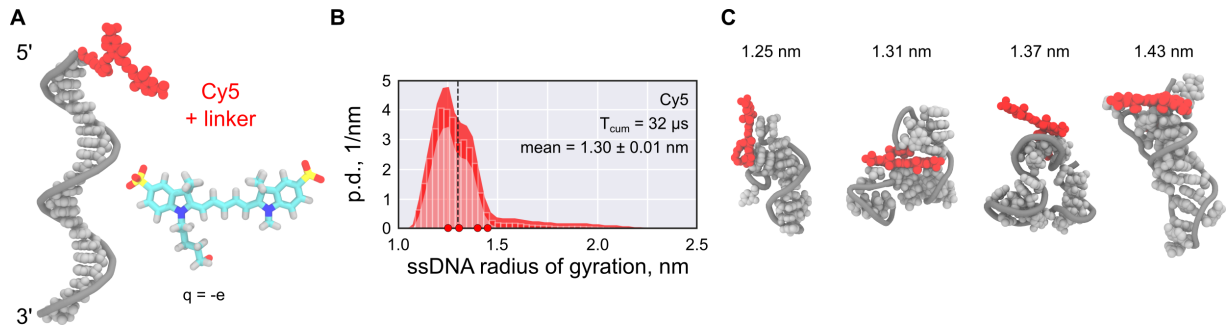 A
5'
Cy5
+ linker
q = -e
3'
B
5
4
3
2
1
0
p.d., 1/nm
Cy5
T_cum = 32 μs
mean = 1.30 ± 0.01 nm
1.0 1.5 2.0 2.5
ssDNA radius of gyration, nm
C
1.25 nm 1.31 nm 1.37 nm 1.43 nm